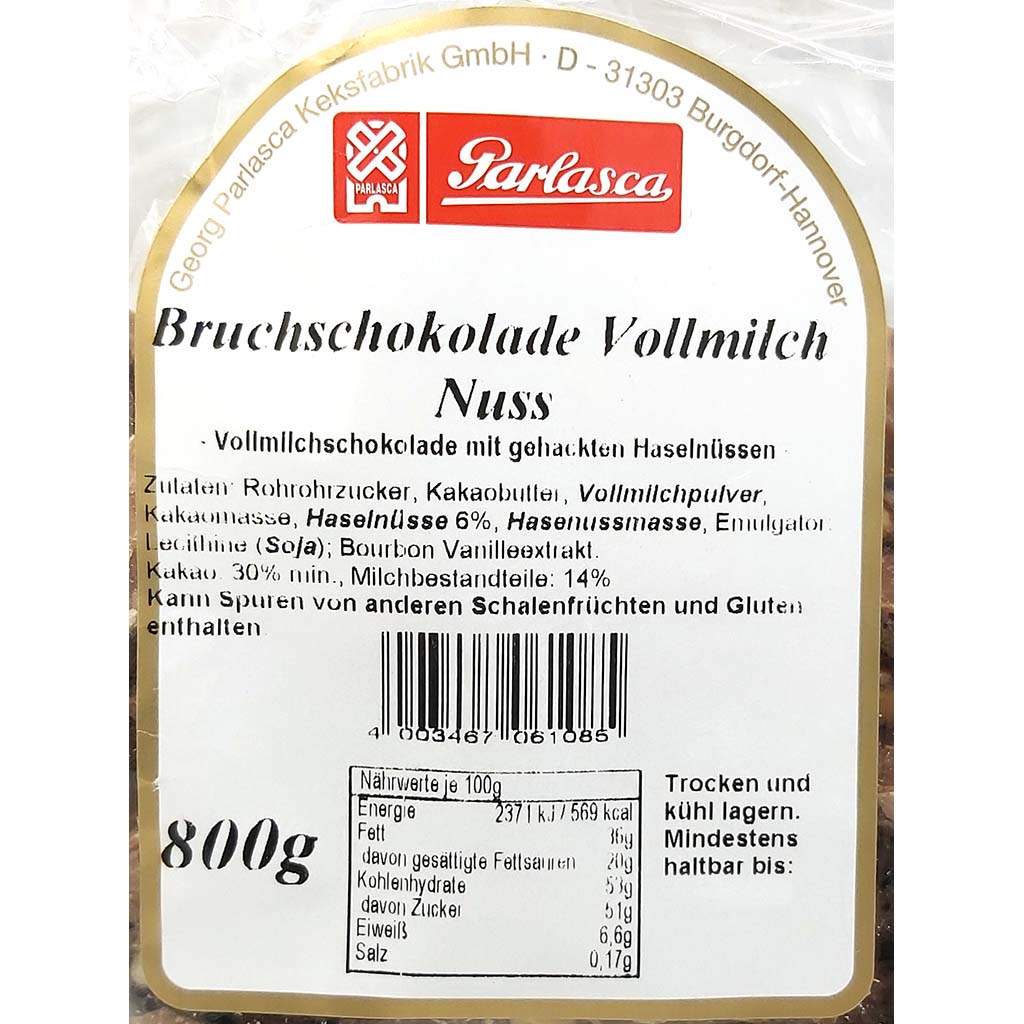 Georg Parlasca Keksfabrik GmbH · D - 31303 Burgdorf-Hannover
PARLASCA
Parlasca
Bruchschokolade Vollmilch
Nuss
- Vollmilchschokolade mit gehackten Haselnüssen -
Zutaten: Rohrohrzucker, Kakaobutter, Vollmilchpulver,
Kakaomasse, Haselnüsse 6%, Hasenussmasse, Emulgator:
Lecithine (Soja); Bourbon Vanilleextrakt.
Kakao: 30% min., Milchbestandteile: 14%
Kann Spuren von anderen Schalenfrüchten und Gluten
enthalten.
4 003467 061085
Nährwerte je 100g
Energie 2371 kJ / 569 kcal
Fett 36g
davon gesättigte Fettsäuren 20g
Kohlenhydrate 53g
davon Zucker 51g
Eiweiß 6,6g
Salz 0,17g
800g
Trocken und
kühl lagern.
Mindestens
haltbar bis: